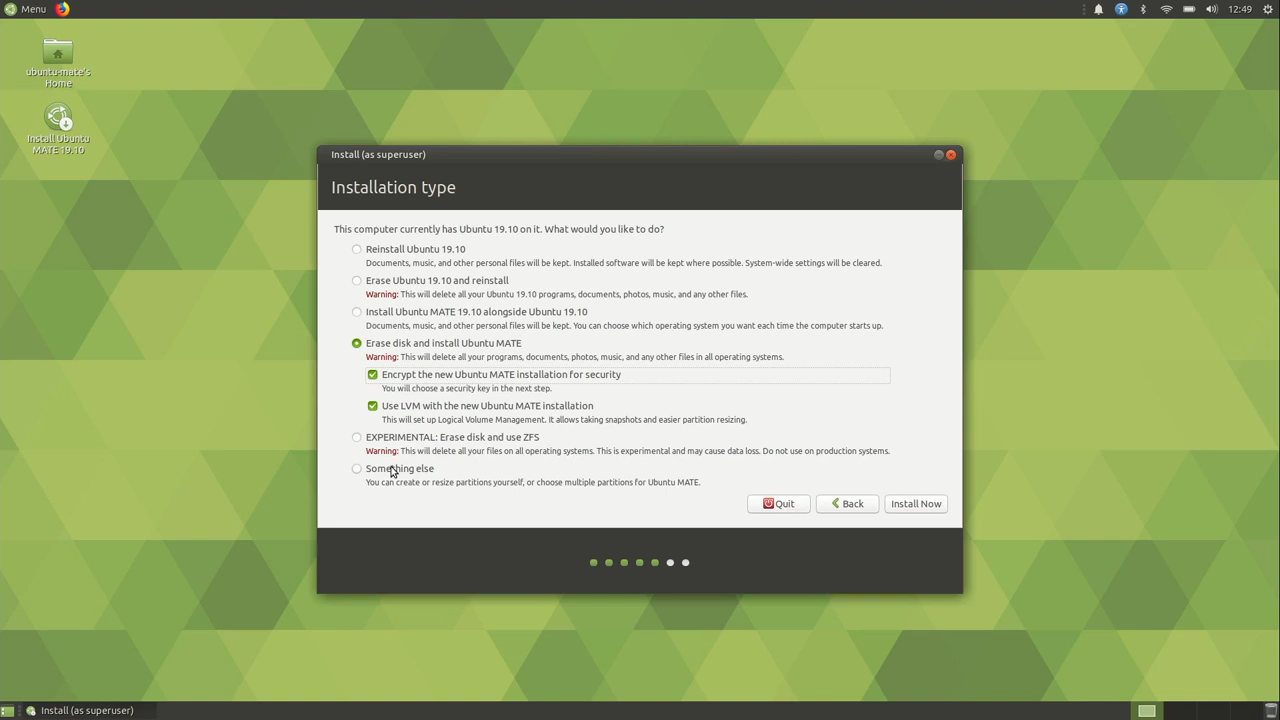 Menu
12:49
ubuntu-mate's
Home
Install Ubuntu
MATE 19.10
Install (as superuser)
Installation type
This computer currently has Ubuntu 19.10 on it. What would you like to do?
Reinstall Ubuntu 19.10
Documents, music, and other personal files will be kept. Installed software will be kept where possible. System-wide settings will be cleared.
Erase Ubuntu 19.10 and reinstall
Warning: This will delete all your Ubuntu 19.10 programs, documents, photos, music, and any other files.
Install Ubuntu MATE 19.10 alongside Ubuntu 19.10
Documents, music, and other personal files will be kept. You can choose which operating system you want each time the computer starts up.
Erase disk and install Ubuntu MATE
Warning: This will delete all your programs, documents, photos, music, and any other files in all operating systems.
Encrypt the new Ubuntu MATE installation for security
You will choose a security key in the next step.
Use LVM with the new Ubuntu MATE installation
This will set up Logical Volume Management. It allows taking snapshots and easier partition resizing.
EXPERIMENTAL: Erase disk and use ZFS
Warning: This will delete all your files on all operating systems. This is experimental and may cause data loss. Do not use on production systems.
Something else
You can create or resize partitions yourself, or choose multiple partitions for Ubuntu MATE.
Quit
Back
Install Now
Install (as superuser)